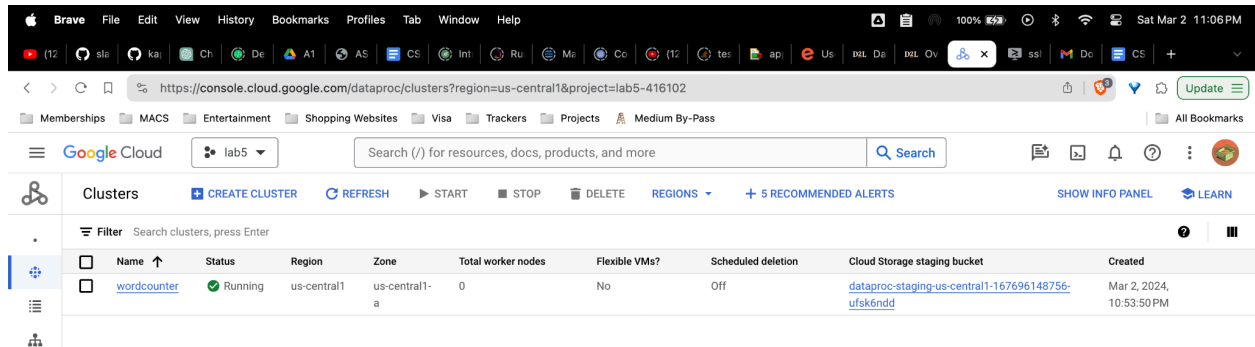 Brave File Edit View History Bookmarks Profiles Tab Window Help 100% Sat Mar 2 11:06 PM
(12 sla ka Ch De A1 AS CS Int Ru Ma Co (12 tes ap Us D2L Da D2L Ov ssl Do CS
https://console.cloud.google.com/dataproc/clusters?region=us-central1&project=lab5-416102 3 Update
Memberships MACS Entertainment Shopping Websites Visa Trackers Projects Medium By-Pass All Bookmarks
Google Cloud lab5 Search (/) for resources, docs, products, and more Search
Clusters CREATE CLUSTER REFRESH START STOP DELETE REGIONS + 5 RECOMMENDED ALERTS SHOW INFO PANEL LEARN
Filter Search clusters, press Enter
Name Status Region Zone Total worker nodes Flexible VMs? Scheduled deletion Cloud Storage staging bucket Created
wordcounter Running us-central1 us-central1- 0 No Off dataproc-staging-us-central1-167696148756- Mar 2, 2024,
a ufsk6ndd 10:53:50 PM